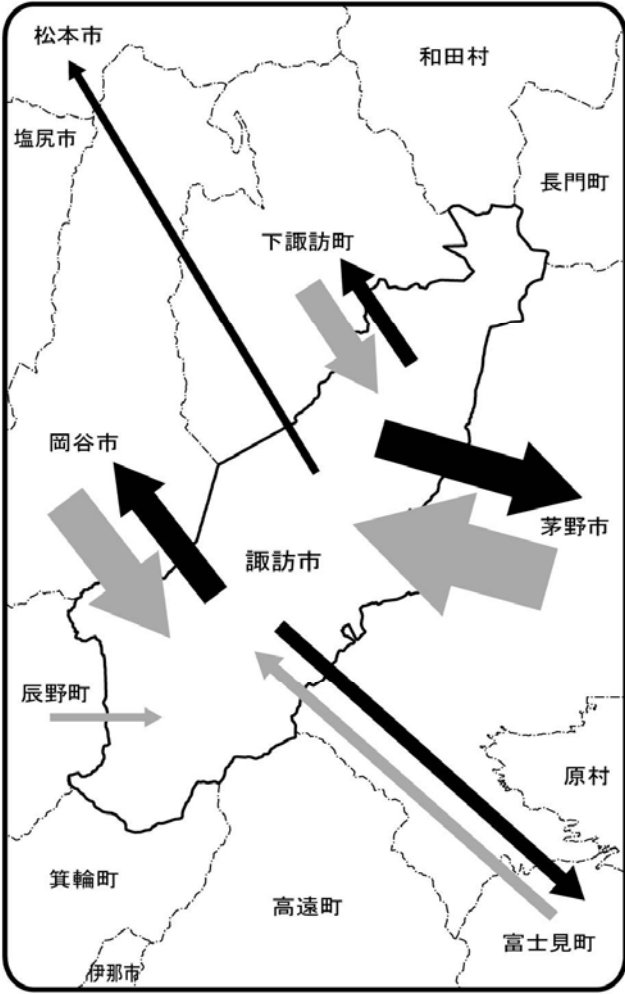 松本市
和田村
塩尻市
長門町
下諏訪町
岡谷市
茅野市
諏訪市
辰野町
原村
箕輪町
高遠町
富士見町
伊那市